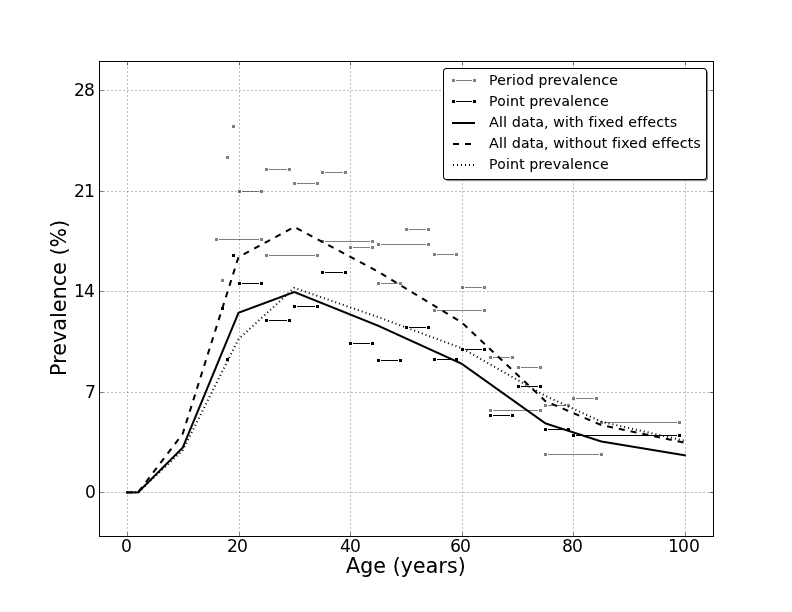 28
21
14
7
0
Prevalence (%)
Period prevalence
Point prevalence
All data, with fixed effects
All data, without fixed effects
Point prevalence
0 20 40 60 80 100
Age (years)